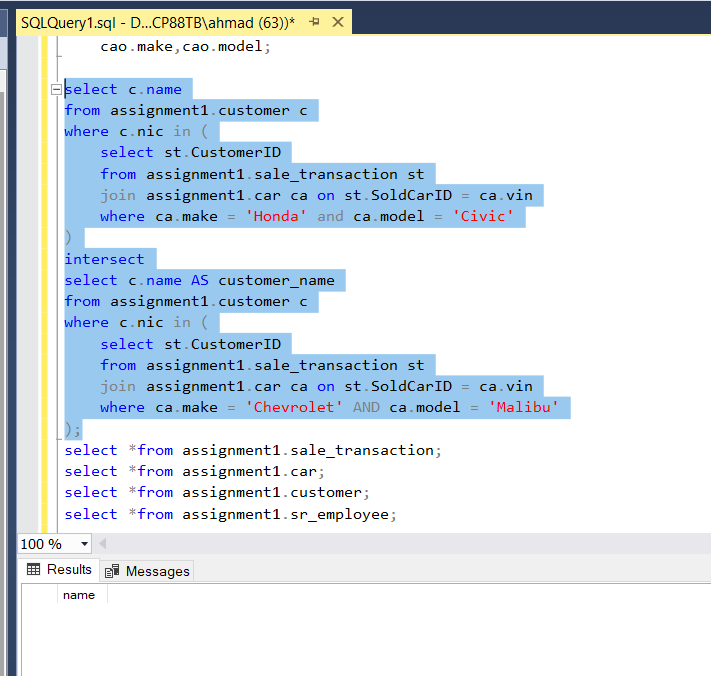 SQLQuery1.sql - D...CP88TB\ahmad (63))*
cao.make,cao.model;
select c.name
from assignment1.customer c
where c.nic in (
select st.CustomerID
from assignment1.sale_transaction st
join assignment1.car ca on st.SoldCarID = ca.vin
where ca.make = 'Honda' and ca.model = 'Civic'
)
intersect
select c.name AS customer_name
from assignment1.customer c
where c.nic in (
select st.CustomerID
from assignment1.sale_transaction st
join assignment1.car ca on st.SoldCarID = ca.vin
where ca.make = 'Chevrolet' AND ca.model = 'Malibu'
);
select *from assignment1.sale_transaction;
select *from assignment1.car;
select *from assignment1.customer;
select *from assignment1.sr_employee;
100 %
Results Messages
name